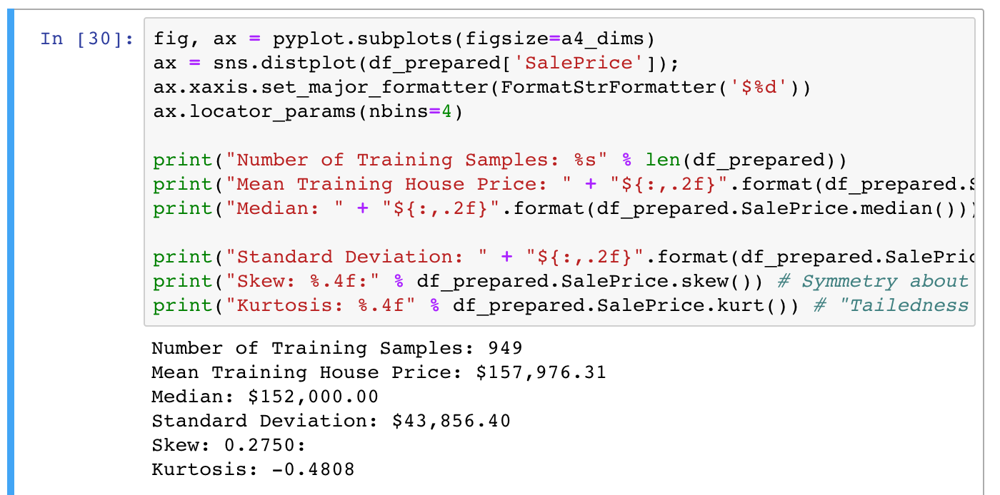 In [30]:
fig, ax = pyplot.subplots(figsize=a4_dims)
ax = sns.distplot(df_prepared['SalePrice']);
ax.xaxis.set_major_formatter(FormatStrFormatter('$%d'))
ax.locator_params(nbins=4)
print("Number of Training Samples: %s" % len(df_prepared))
print("Mean Training House Price: " + "${:,.2f}".format(df_prepared.S
print("Median: " + "${:,.2f}".format(df_prepared.SalePrice.median()))
print("Standard Deviation: " + "${:,.2f}".format(df_prepared.SalePric
print("Skew: %.4f:" % df_prepared.SalePrice.skew()) # Symmetry about
print("Kurtosis: %.4f" % df_prepared.SalePrice.kurt()) # "Tailedness
Number of Training Samples: 949
Mean Training House Price: $157,976.31
Median: $152,000.00
Standard Deviation: $43,856.40
Skew: 0.2750:
Kurtosis: -0.4808